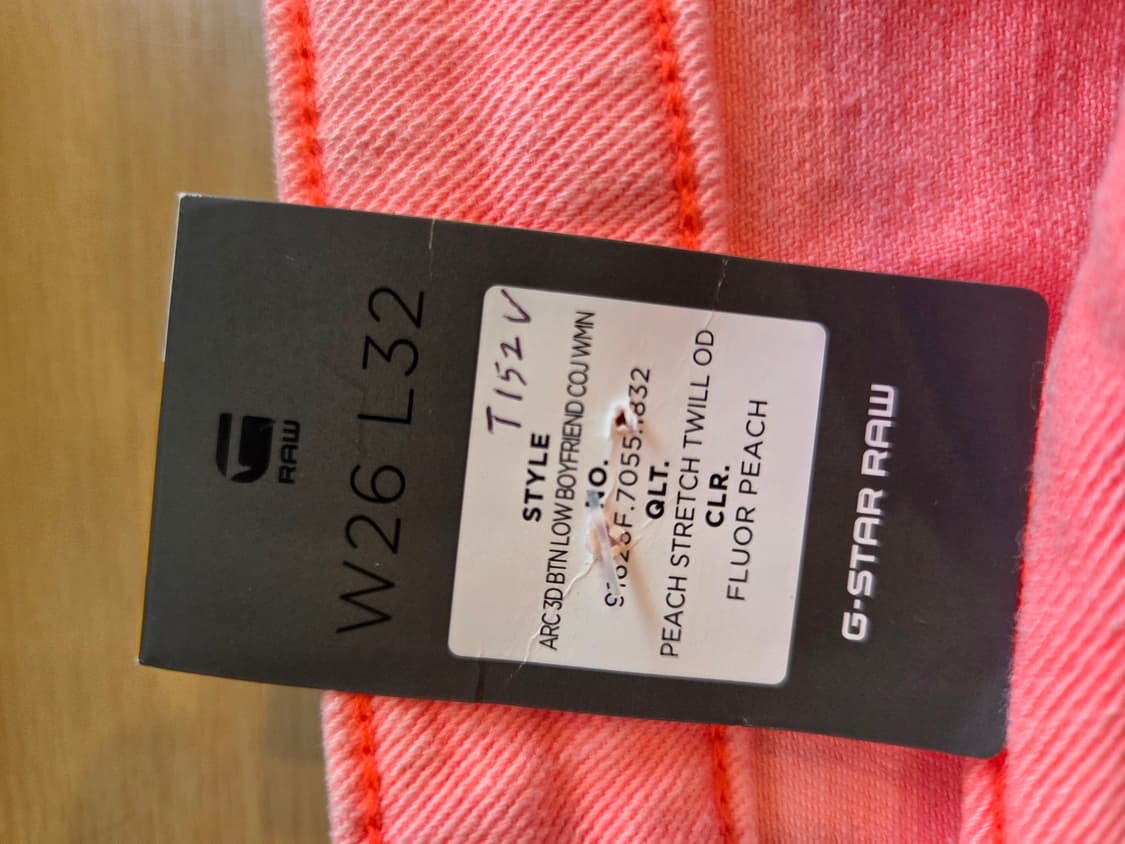 RAW
W26 L32
T152V
STYLE
ARC 3D BTN LOW BOYFRIEND COJ WMN
NO.
QLT.
PEACH STRETCH TWILL OD
CLR.
FLUOR PEACH
G-STAR RAW